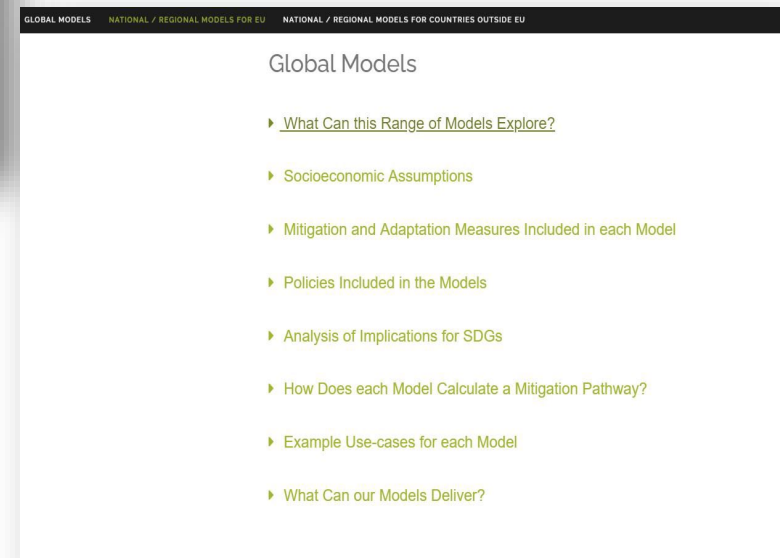 GLOBAL MODELS NATIONAL / REGIONAL MODELS FOR EU NATIONAL / REGIONAL MODELS FOR COUNTRIES OUTSIDE EU
Global Models
What Can this Range of Models Explore?
Socioeconomic Assumptions
Mitigation and Adaptation Measures Included in each Model
Policies Included in the Models
Analysis of Implications for SDGs
How Does each Model Calculate a Mitigation Pathway?
Example Use-cases for each Model
What Can our Models Deliver?